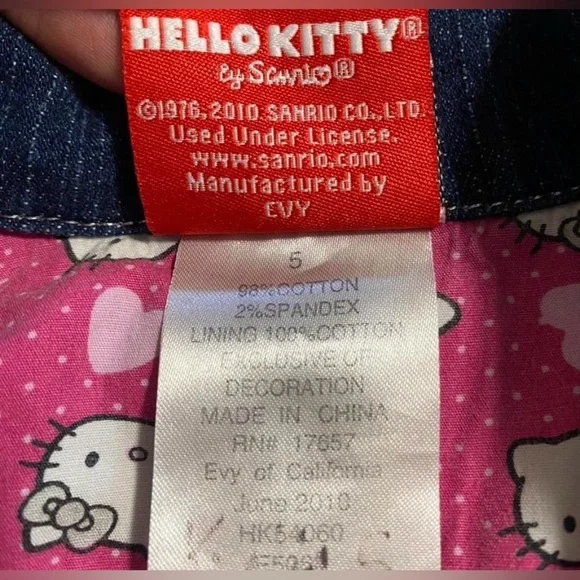 HELLO KITTY®
by Sanrio®
©1976, 2010 SANRIO CO., LTD.
Used Under License.
www.sanrio.com
Manufactured by
EVY
5
98%COTTON
2%SPANDEX
LINING 100%COTTON
EXCLUSIVE OF
DECORATION
MADE IN CHINA
RN# 17657
Evy of California
June 2010
HK54060